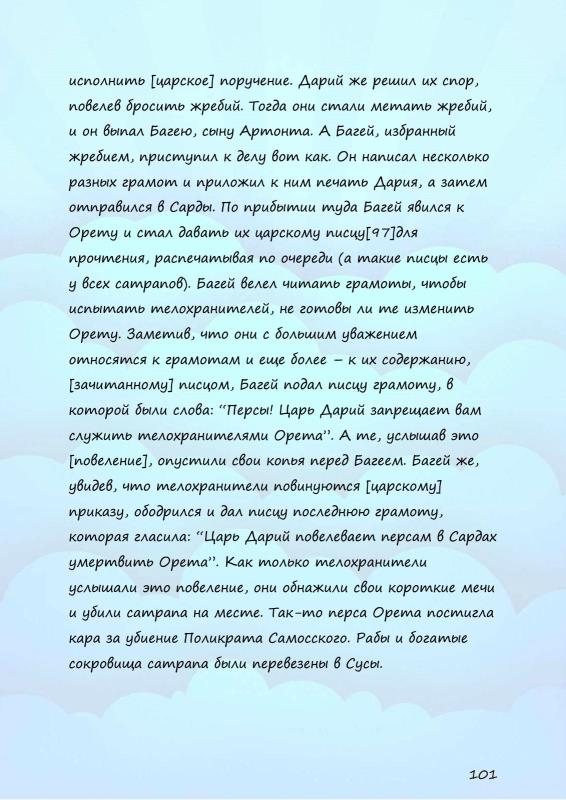 исполнить [царское] поручение. Дарий же решил их спор,
повелев бросить жребий. Тогда они стали метать жребий,
и он выпал Багею, сыну Артонта. А Багей, избранный
жребием, приступил к делу вот как. Он написал несколько
разных грамот и приложил к ним печать Дария, а затем
отправился в Сарды. По прибытии туда Багей явился к
Орету и стал давать их царскому писцу[97]для
прочтения, распечатывая по очереди (а такие писцы есть
у всех сатрапов). Багей велел читать грамоты, чтобы
испытать телохранителей, не готовы ли те изменить
Орету. Заметив, что они с большим уважением
относятся к грамотам и еще более – к их содержанию,
[зачитанному] писцом, Багей подал писцу грамоту, в
которой были слова: “Персы! Царь Дарий запрещает вам
служить телохранителями Орета”. А те, услышав это
[повеление], опустили свои копья перед Багеем. Багей же,
увидев, что телохранители повинуются [царскому]
приказу, ободрился и дал писцу последнюю грамоту,
которая гласила: “Царь Дарий повелевает персам в Сардах
умертвить Орета”. Как только телохранители
услышали это повеление, они обнажили свои короткие мечи
и убили сатрапа на месте. Так-то перса Орета постигла
кара за убиение Поликрата Самосского. Рабы и богатые
сокровища сатрапа были перевезены в Сусы.
101